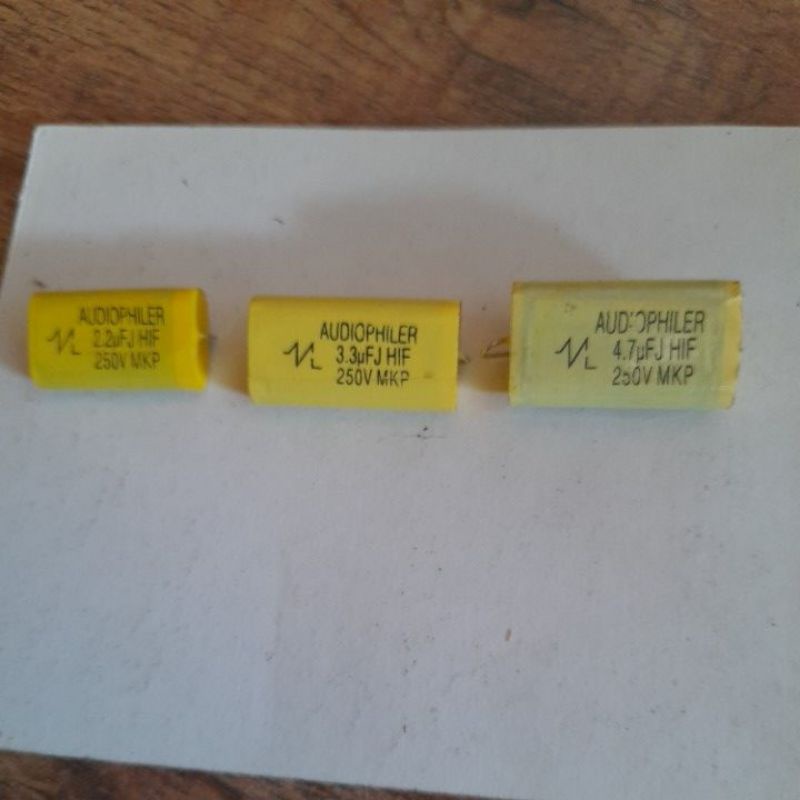 AUDIOPHILER
2.2µFJ HIF
250V MKP
L
AUDIOPHILER
3.3µFJ HIF
250V MKP
L
AUDIOPHILER
4.7µFJ HIF
250V MKP
L